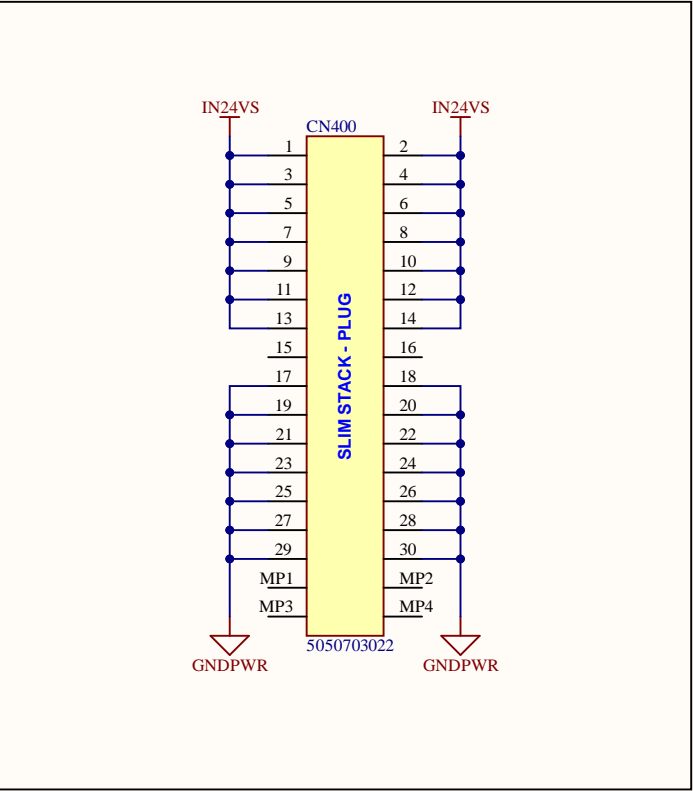 IN24VS IN24VS
CN400
1 2
3 4
5 6
7 8
9 10
11 12
13 14
15 16
17 18
19 20
21 22
23 24
25 26
27 28
29 30
MP1 MP2
MP3 MP4
SLIM STACK - PLUG
5050703022
GNDPWR GNDPWR